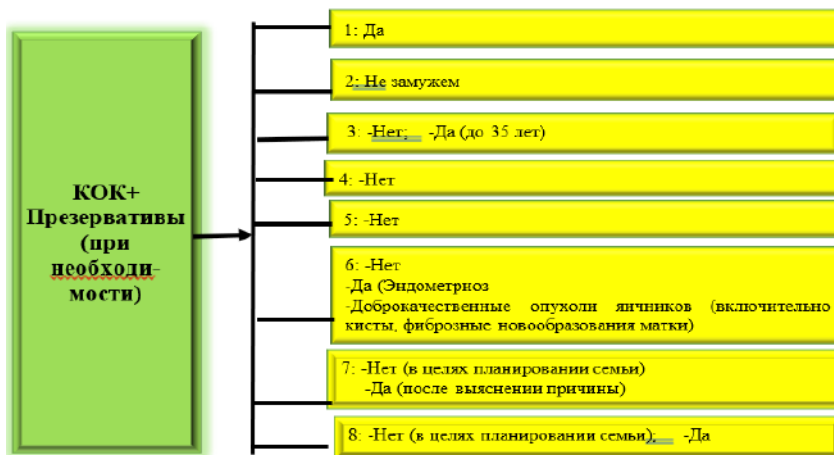 КОК+
Презервативы
(при
необходи-
мости)
1: Да
2: Не замужем
3: -Нет; -Да (до 35 лет)
4: -Нет
5: -Нет
6: -Нет
-Да (Эндометриоз
-Доброкачественные опухоли яичников (включительно
кисты, фиброзные новообразования матки)
7: -Нет (в целях планировании семьи)
-Да (после выяснении причины)
8: -Нет (в целях планировании семьи); -Да